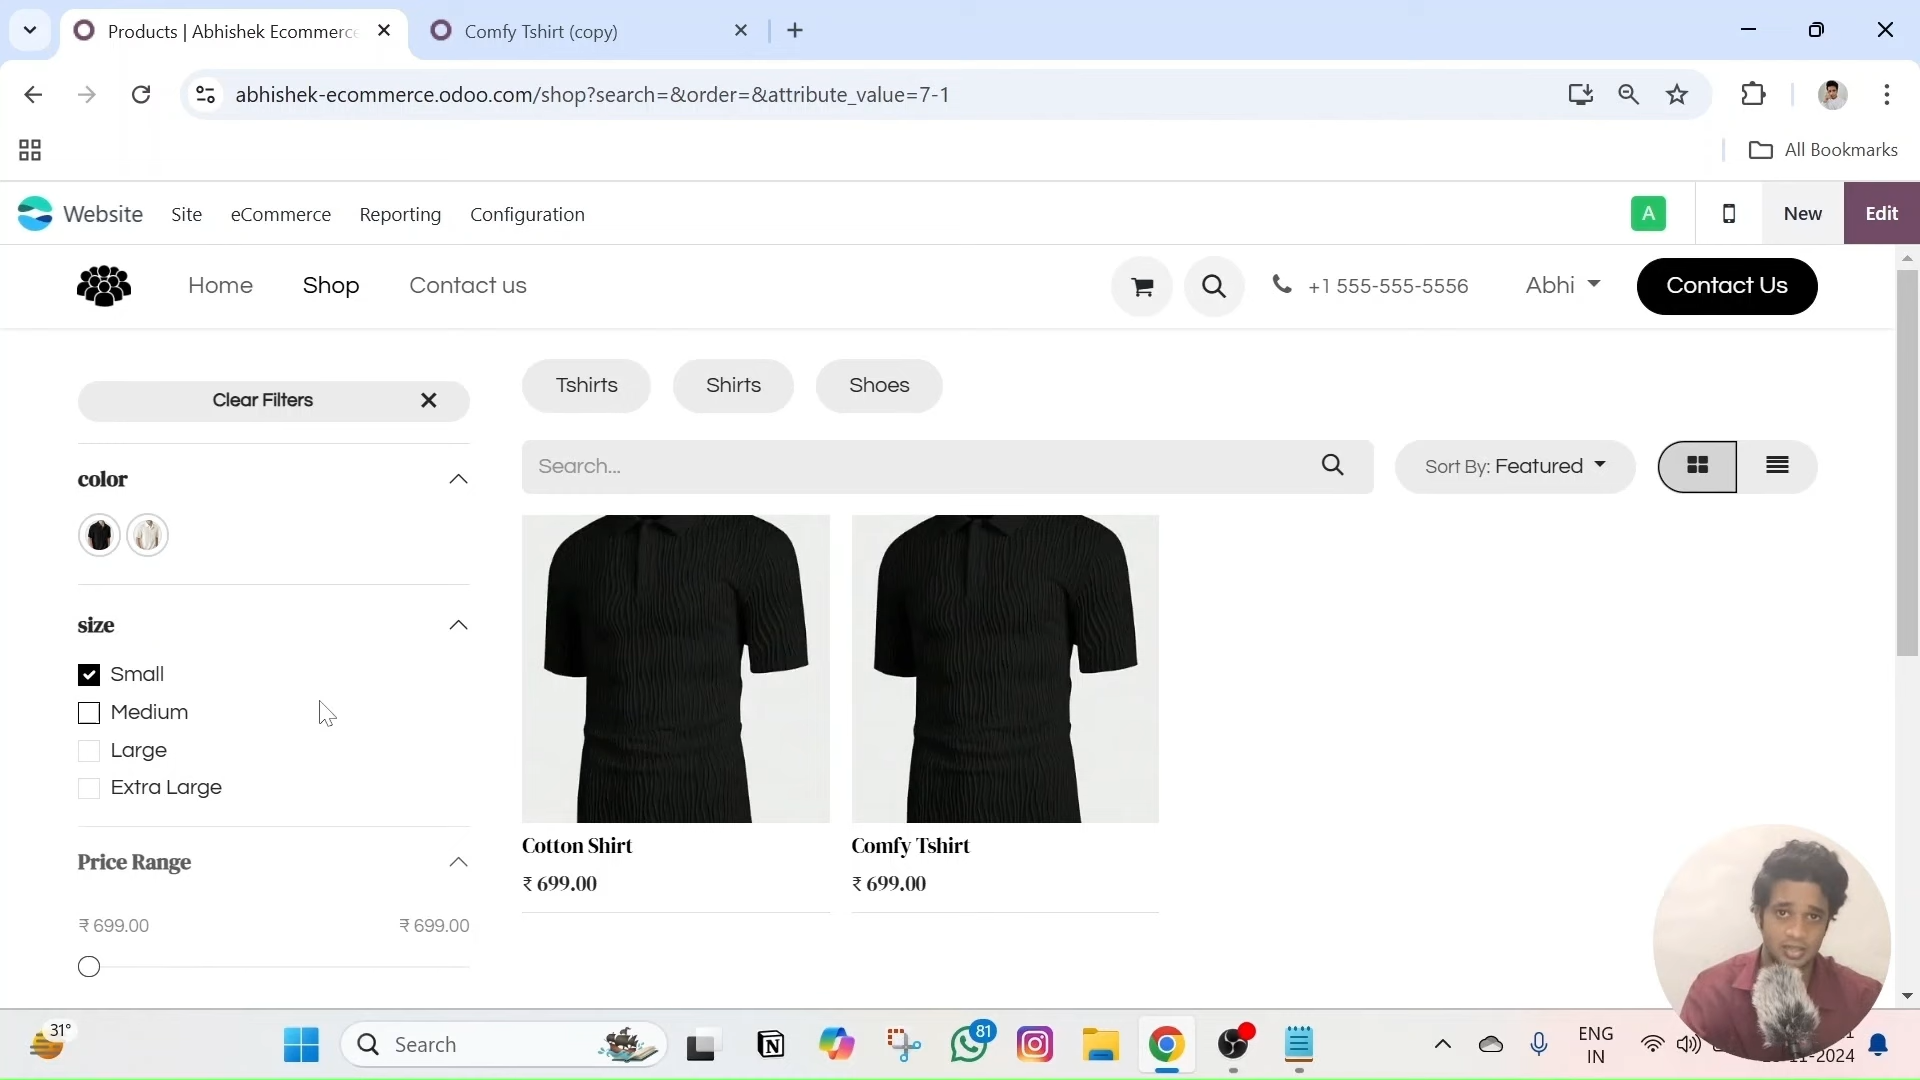 Products | Abhishek Ecommerce
Comfy Tshirt (copy)
abhishek-ecommerce.odoo.com/shop?search=&order=&attribute_value=7-1
All Bookmarks
Website
Site
eCommerce
Reporting
Configuration
A
New
Edit
Home
Shop
Contact us
+1 555-555-5556
Abhi
Contact Us
Clear Filters
Tshirts
Shirts
Shoes
Search...
Sort By: Featured
color
size
Small
Medium
Large
Extra Large
Price Range
₹ 699.00
₹ 699.00
Cotton Shirt
₹ 699.00
Comfy Tshirt
₹ 699.00
31°
Search
81
ENG
IN
11-2024